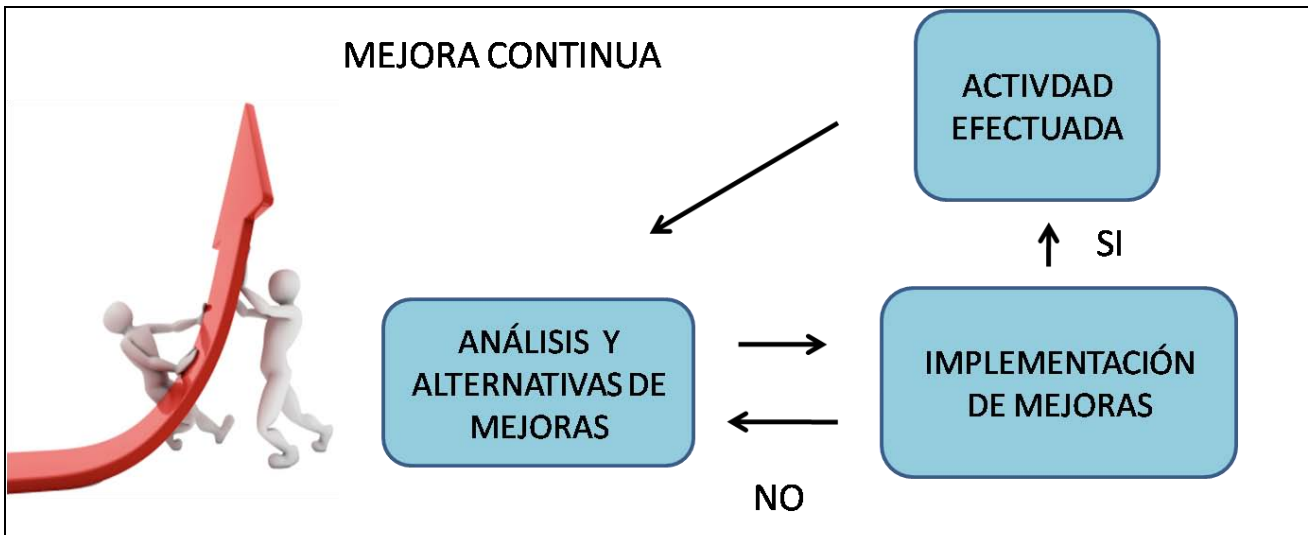 MEJORA CONTINUA
ACTIVDAD
EFECTUADA
SI
ANÁLISIS Y
ALTERNATIVAS DE
MEJORAS
IMPLEMENTACIÓN
DE MEJORAS
NO